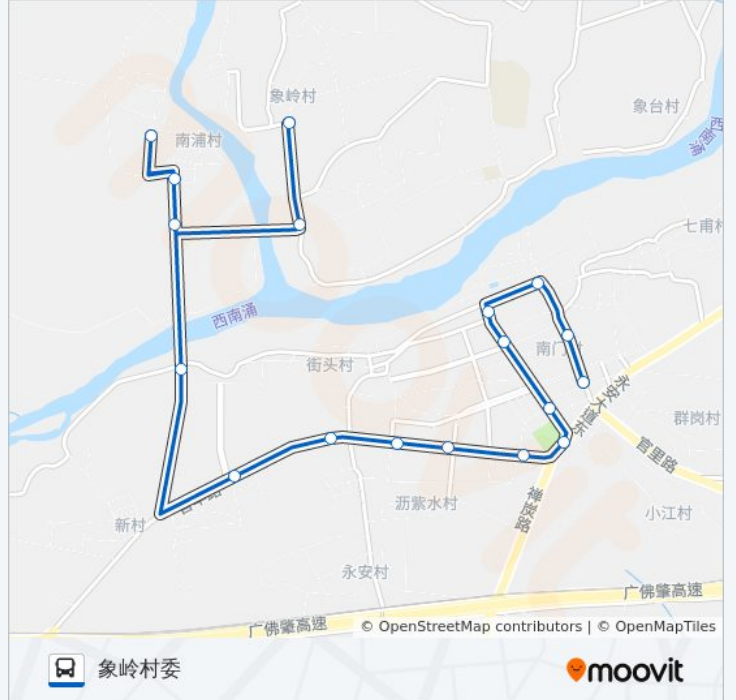 象岭村
象台村
南浦村
西南涌
七甫村
西南涌
街头村
南门
永安大道东
群岗村
官里路
沥紫水村
禅炭路
小江村
新村
永安村
广佛肇高速
广佛肇高速
© OpenStreetMap contributors | © OpenMapTiles
象岭村委
moovit